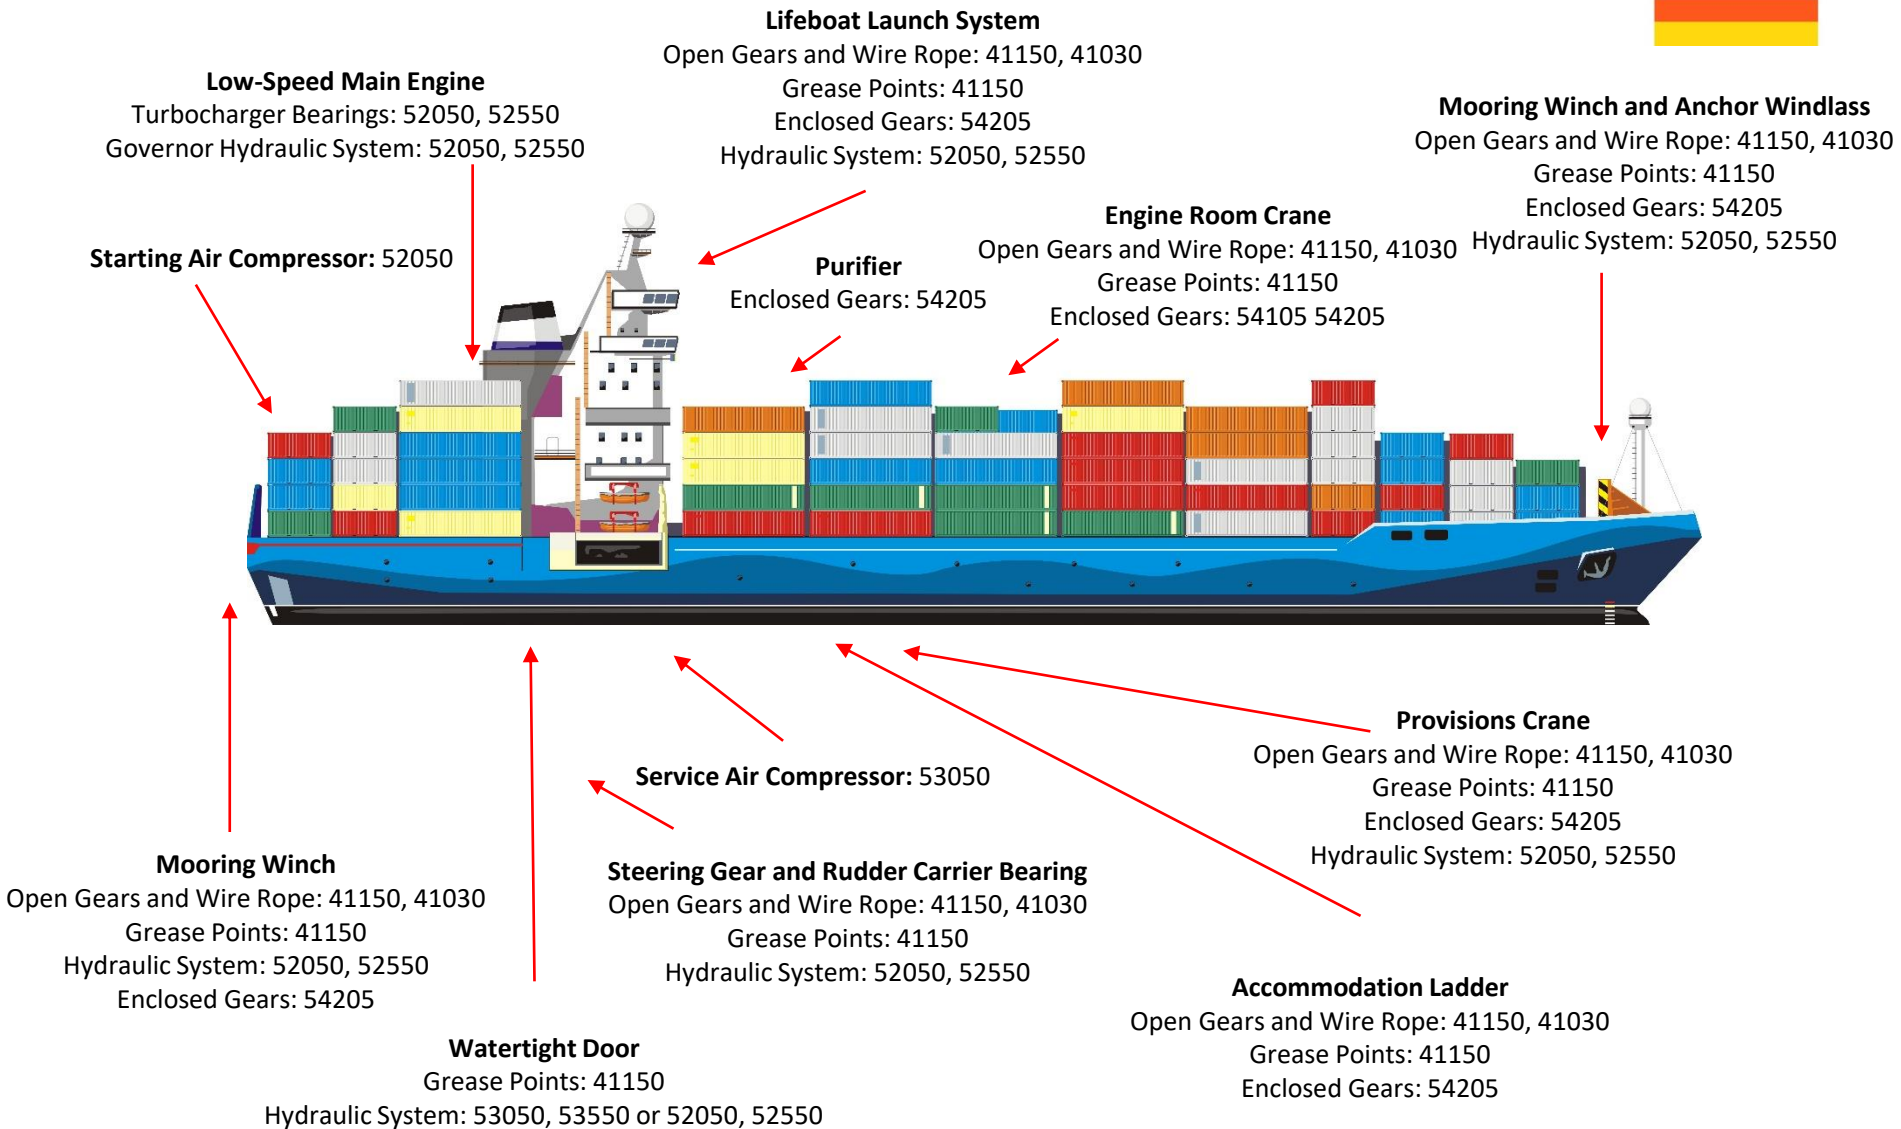 Lifeboat Launch System
Open Gears and Wire Rope: 41150, 41030
Grease Points: 41150
Enclosed Gears: 54205
Hydraulic System: 52050, 52550
Low-Speed Main Engine
Turbocharger Bearings: 52050, 52550
Governor Hydraulic System: 52050, 52550
Mooring Winch and Anchor Windlass
Open Gears and Wire Rope: 41150, 41030
Grease Points: 41150
Enclosed Gears: 54205
Hydraulic System: 52050, 52550
Starting Air Compressor: 52050
Purifier
Enclosed Gears: 54205
Engine Room Crane
Open Gears and Wire Rope: 41150, 41030
Grease Points: 41150
Enclosed Gears: 54105 54205
Service Air Compressor: 53050
Provisions Crane
Open Gears and Wire Rope: 41150, 41030
Grease Points: 41150
Enclosed Gears: 54205
Hydraulic System: 52050, 52550
Mooring Winch
Open Gears and Wire Rope: 41150, 41030
Grease Points: 41150
Hydraulic System: 52050, 52550
Enclosed Gears: 54205
Steering Gear and Rudder Carrier Bearing
Open Gears and Wire Rope: 41150, 41030
Grease Points: 41150
Hydraulic System: 52050, 52550
Accommodation Ladder
Open Gears and Wire Rope: 41150, 41030
Grease Points: 41150
Enclosed Gears: 54205
Watertight Door
Grease Points: 41150
Hydraulic System: 53050, 53550 or 52050, 52550